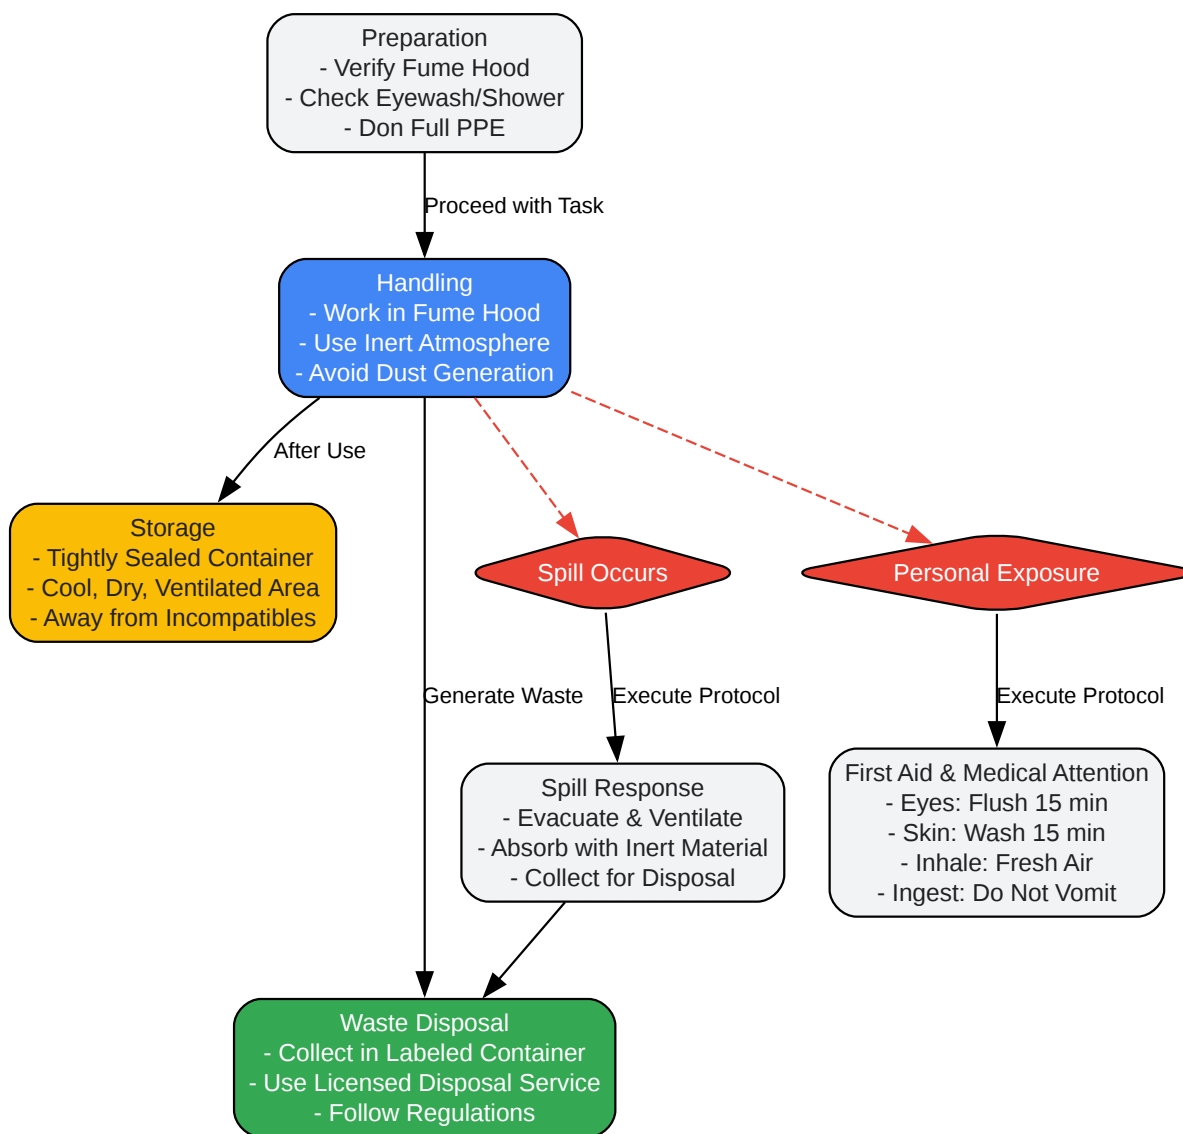 Preparation
- Verify Fume Hood
- Check Eyewash/Shower
- Don Full PPE
Proceed with Task
Handling
- Work in Fume Hood
- Use Inert Atmosphere
- Avoid Dust Generation
After Use
Storage
- Tightly Sealed Container
- Cool, Dry, Ventilated Area
- Away from Incompatibles
Spill Occurs
Personal Exposure
Generate Waste
Execute Protocol
Execute Protocol
Spill Response
- Evacuate & Ventilate
- Absorb with Inert Material
- Collect for Disposal
First Aid & Medical Attention
- Eyes: Flush 15 min
- Skin: Wash 15 min
- Inhale: Fresh Air
- Ingest: Do Not Vomit
Waste Disposal
- Collect in Labeled Container
- Use Licensed Disposal Service
- Follow Regulations